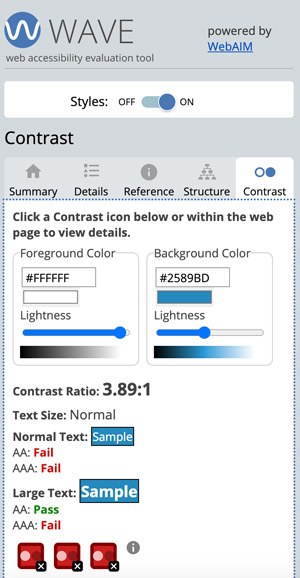 WAVE
powered by
WebAIM
web accessibility evaluation tool
Styles: OFF ON
Contrast
Summary Details Reference Structure Contrast
Click a Contrast icon below or within the web
page to view details.
Foreground Color Background Color
#FFFFFF #2589BD
Lightness Lightness
Contrast Ratio: 3.89:1
Text Size: Normal
Normal Text: Sample
AA: Fail
AAA: Fail
Large Text: Sample
AA: Pass
AAA: Fail